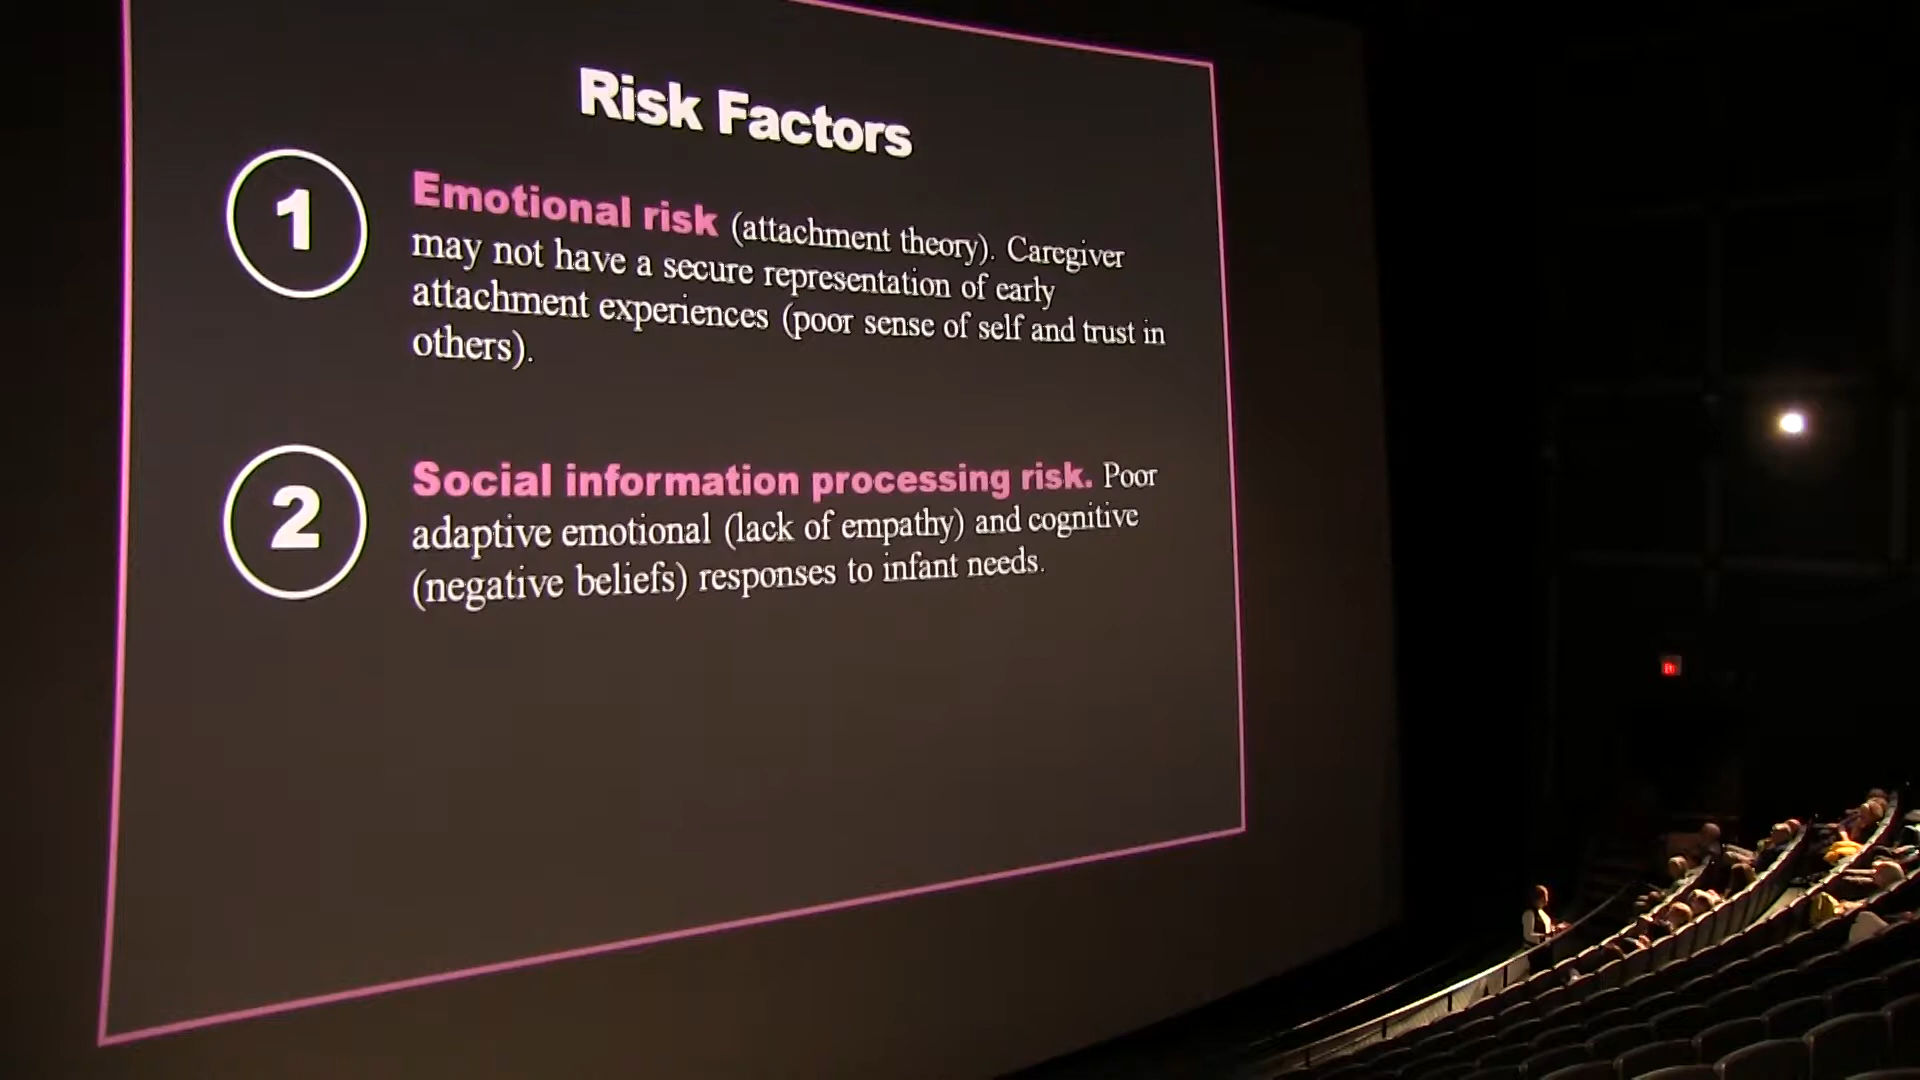 Risk Factors
1
Emotional risk (attachment theory). Caregiver
may not have a secure representation of early
attachment experiences (poor sense of self and trust in
others).
2
Social information processing risk. Poor
adaptive emotional (lack of empathy) and cognitive
(negative beliefs) responses to infant needs.